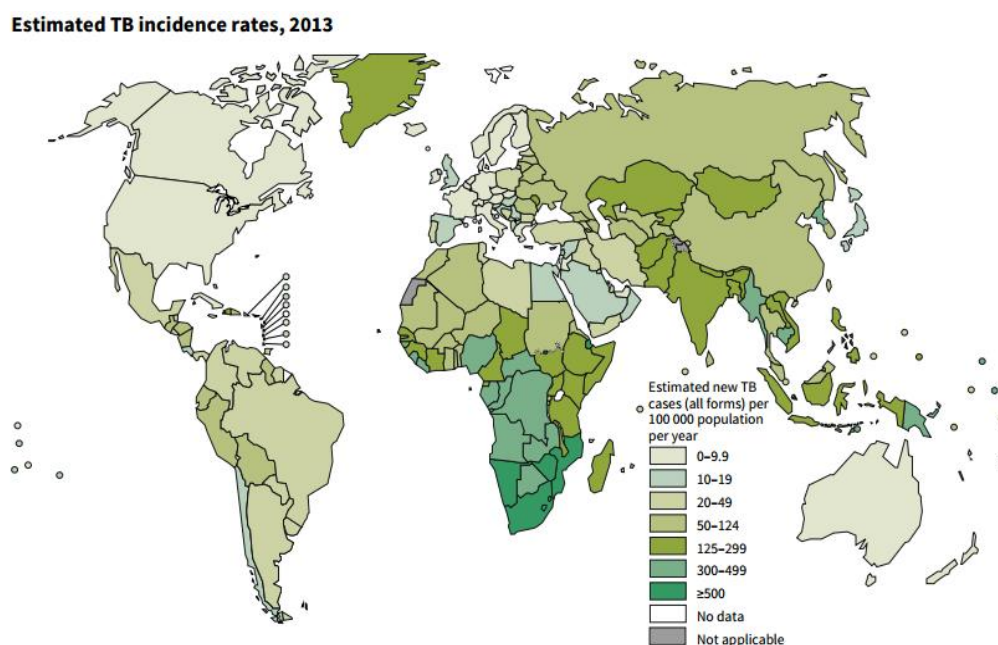 Estimated TB incidence rates, 2013
Estimated new TB
cases (all forms) per
100 000 population
per year
0–9.9
10–19
20–49
50–124
125–299
300–499
≥500
No data
Not applicable